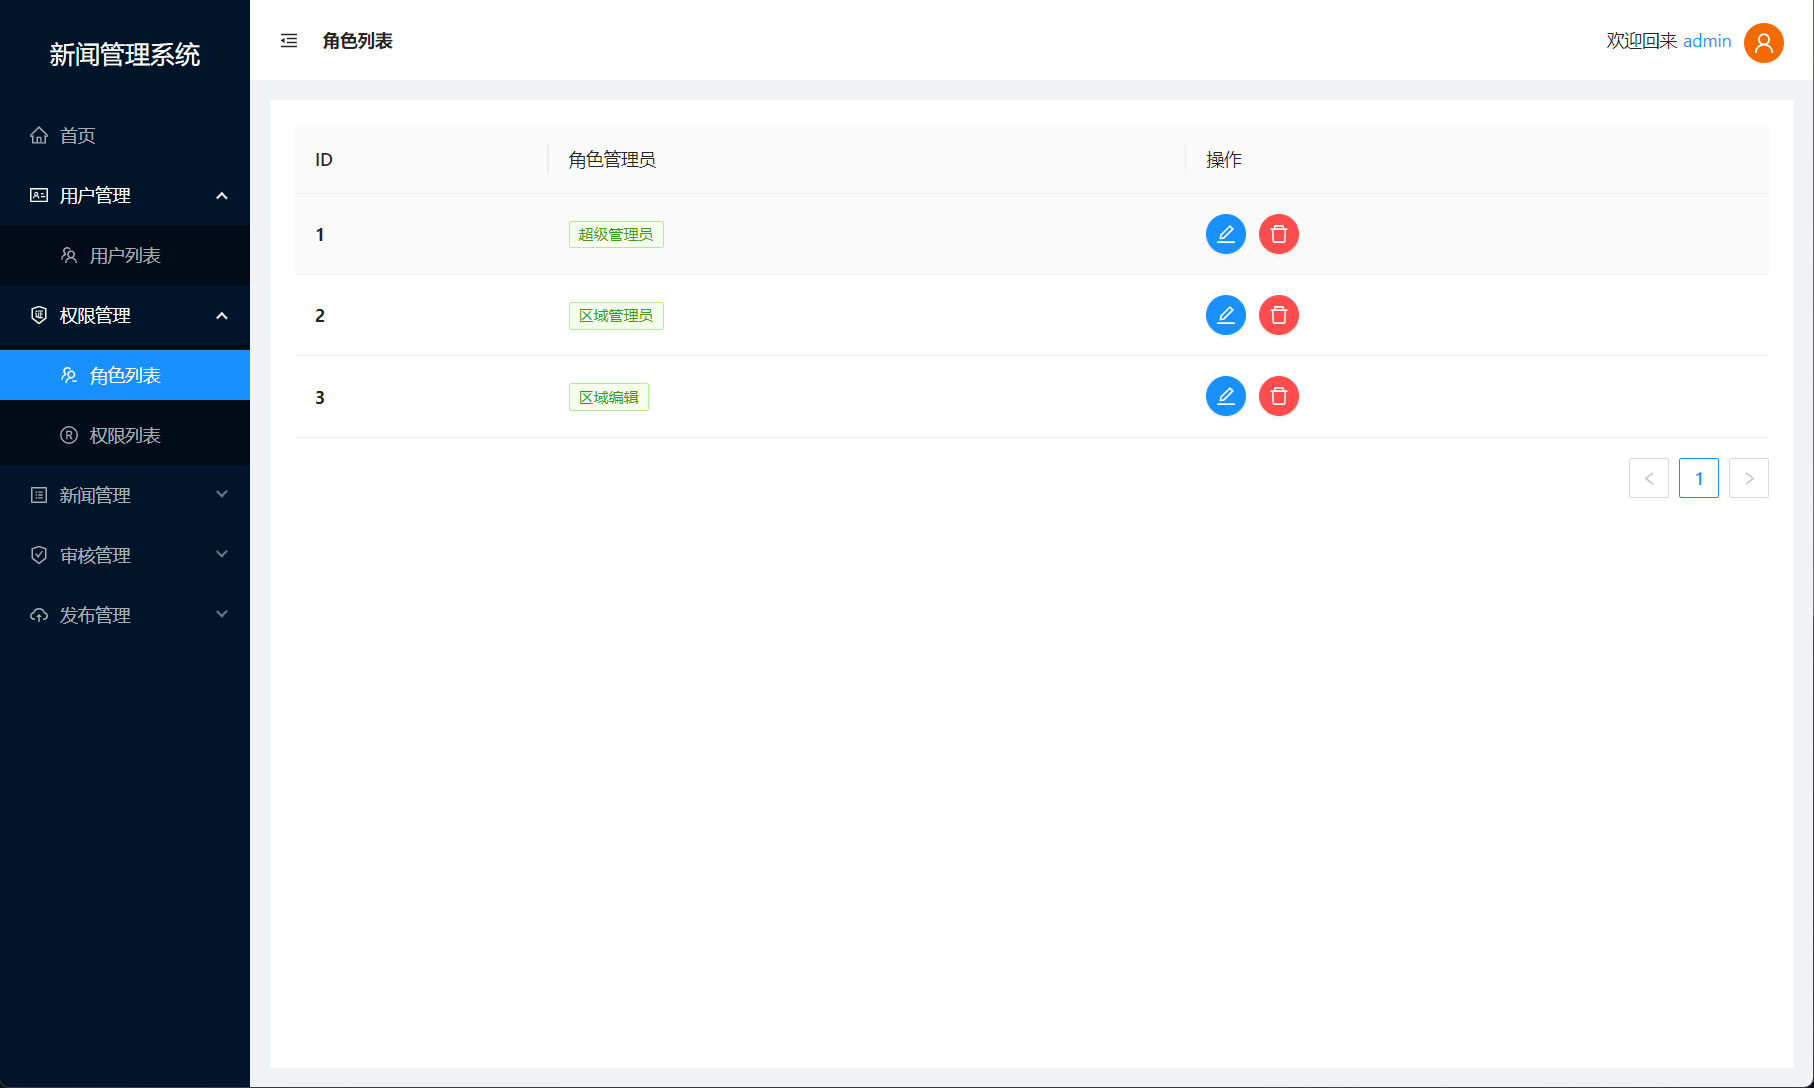 新闻管理系统
首页
用户管理
用户列表
权限管理
角色列表
权限列表
新闻管理
审核管理
发布管理
角色列表
欢迎回来 admin
ID 角色管理员 操作
1 超级管理员
2 区域管理员
3 区域编辑
< 1 >